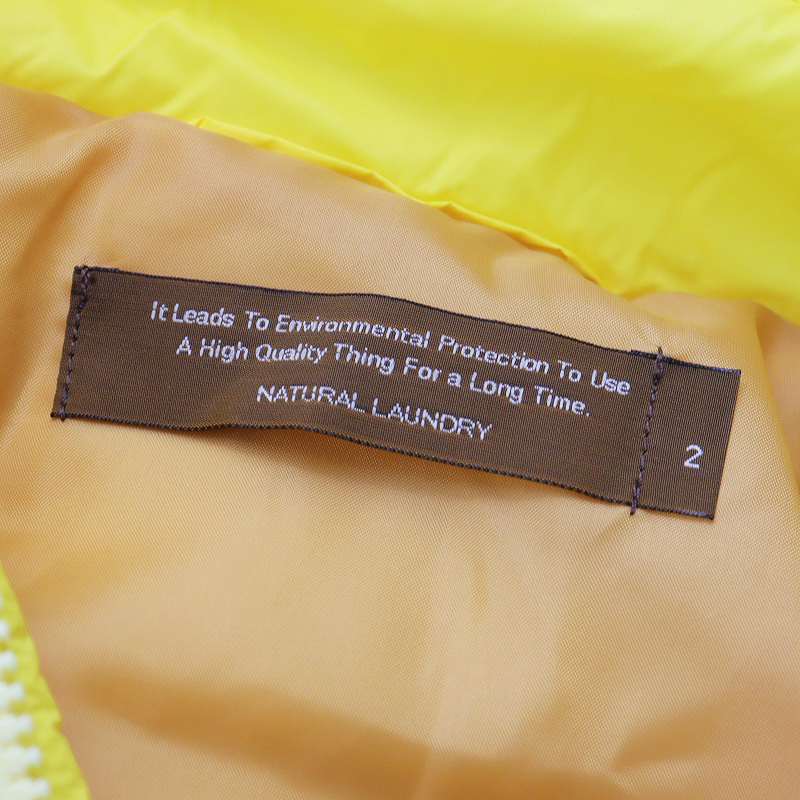 It Leads To Environmental Protection To Use
A High Quality Thing For a Long Time.
NATURAL LAUNDRY
2